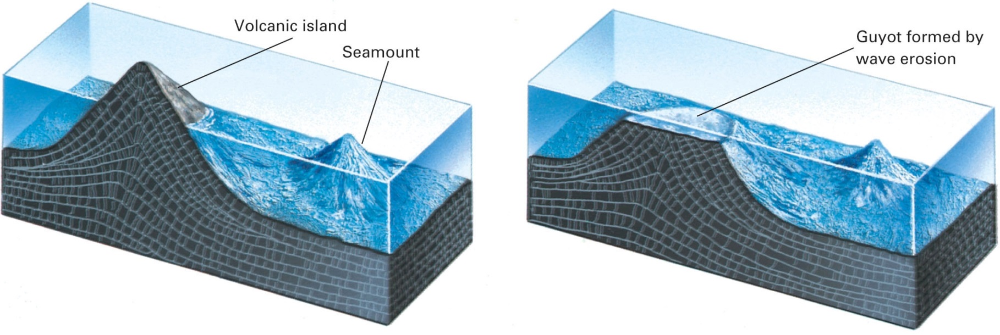 Volcanic island
Seamount
Guyot formed by
wave erosion